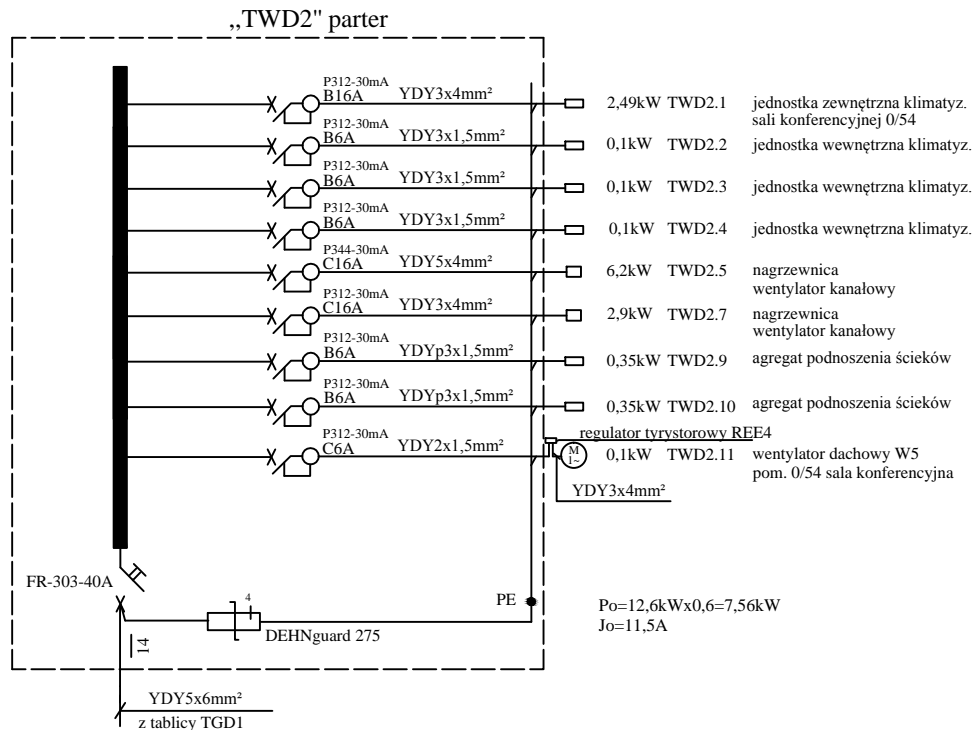 ,,TWD2" parter
P312-30mA
B16A YDY3x4mm² 2,49kW TWD2.1 jednostka zewnętrzna klimatyz.
sali konferencyjnej 0/54
P312-30mA
B6A YDY3x1,5mm² 0,1kW TWD2.2 jednostka wewnętrzna klimatyz.
P312-30mA
B6A YDY3x1,5mm² 0,1kW TWD2.3 jednostka wewnętrzna klimatyz.
P312-30mA
B6A YDY3x1,5mm² 0,1kW TWD2.4 jednostka wewnętrzna klimatyz.
P344-30mA
C16A YDY5x4mm² 6,2kW TWD2.5 nagrzewnica
wentylator kanałowy
P312-30mA
C16A YDY3x4mm² 2,9kW TWD2.7 nagrzewnica
wentylator kanałowy
P312-30mA
B6A YDYp3x1,5mm² 0,35kW TWD2.9 agregat podnoszenia ścieków
P312-30mA
B6A YDYp3x1,5mm² 0,35kW TWD2.10 agregat podnoszenia ścieków
regulator tyrystorowy REE4
P312-30mA
C6A YDY2x1,5mm² M 1~ 0,1kW TWD2.11 wentylator dachowy W5
pom. 0/54 sala konferencyjna
YDY3x4mm²
FR-303-40A
PE
4
DEHNguard 275
14
Po=12,6kWx0,6=7,56kW
Jo=11,5A
YDY5x6mm²
z tablicy TGD1